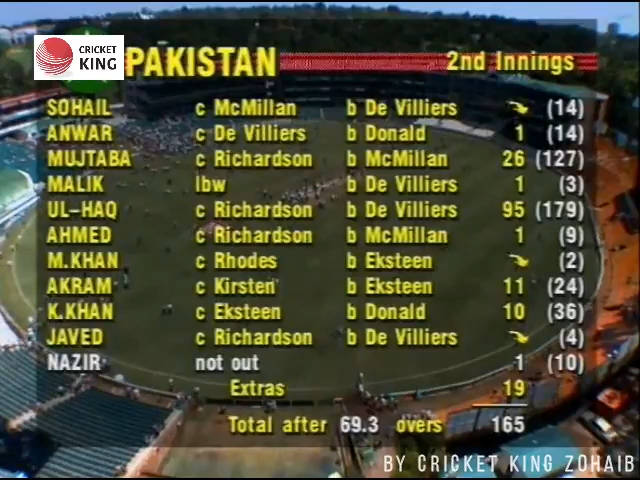 CRICKET
KING
PAKISTAN 2nd Innings
SOHAIL c McMillan b De Villiers (14)
ANWAR c De Villiers b Donald 1 (14)
MUJTABA c Richardson b McMillan 26 (127)
MALIK lbw b De Villiers 1 (3)
UL-HAQ c Richardson b De Villiers 95 (179)
AHMED c Richardson b McMillan 1 (9)
M.KHAN c Rhodes b Eksteen (2)
AKRAM c Kirsten b Eksteen 11 (24)
K.KHAN c Eksteen b Donald 10 (36)
JAVED c Richardson b De Villiers (4)
NAZIR not out 1 (10)
Extras 19
Total after 69.3 overs 165
BY CRICKET KING ZOHAIB